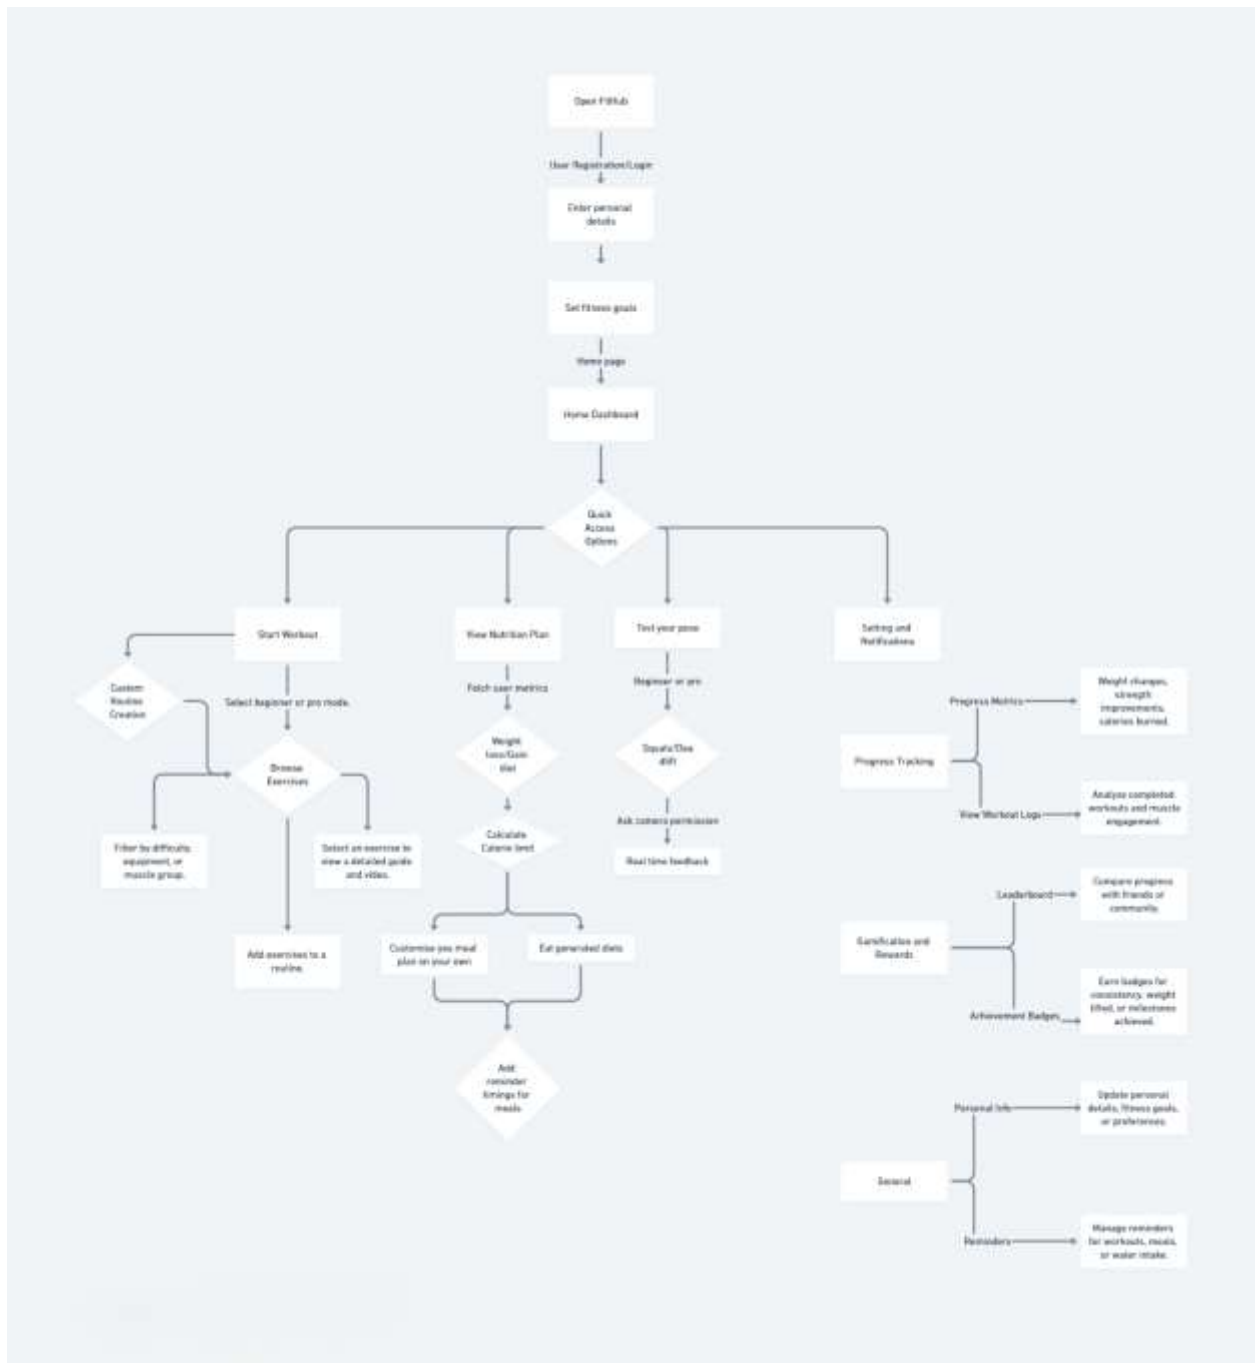 Open FitHub
User Registration/Login
Enter personal
details
Set fitness goals
Home page
Home Dashboard
Quick
Access
Options
Start Workout
View Nutrition Plan
Test your pose
Setting and
Notifications
Custom
Routine
Creation
Select beginner or pro mode.
Browse
Exercises
Filter by difficulty,
equipment, or
muscle group.
Select an exercise to
view a detailed guide
and video.
Add exercises to a
routine.
Fetch user metrics
Weight
loss/Gain
diet
Calculate
Calorie limit
Customise you meal
plan on your own
Eat generated diets
Add
reminder
timings for
meals
Beginner or pro
Squats/Dea
dlift
Ask camera permission
Real time feedback
Progress Tracking
Progress Metrics
Weight changes,
strength
improvements,
calories burned.
View Workout Logs
Analyze completed
workouts and muscle
engagement.
Gamification and
Rewards
Leaderboard
Compare progress
with friends or
community.
Achievement Badges
Earn badges for
consistency, weight
lifted, or milestones
achieved.
General
Personal Info
Update personal
details, fitness goals,
or preferences.
Reminders
Manage reminders
for workouts, meals,
or water intake.